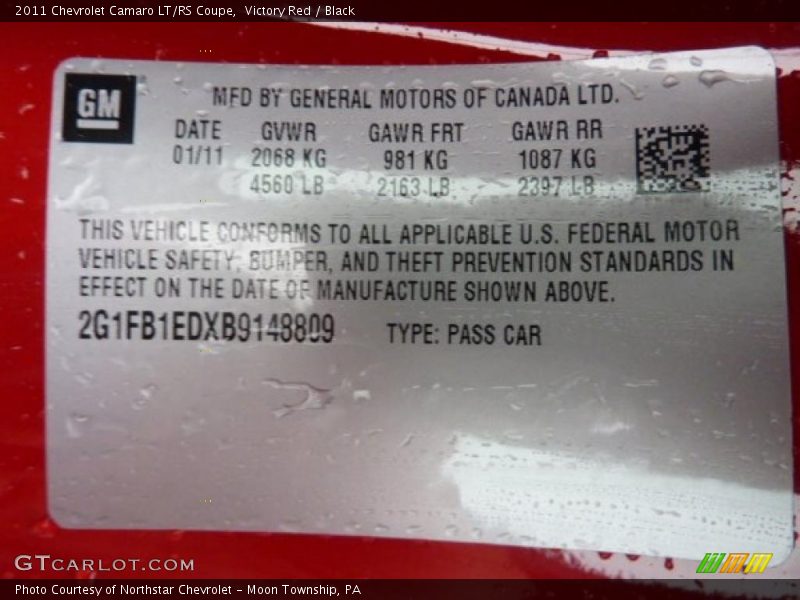 2011 Chevrolet Camaro LT/RS Coupe,  Victory Red / Black
GM
MFD BY GENERAL MOTORS OF CANADA LTD.
DATE GVWR GAWR FRT GAWR RR
01/11 2068 KG 981 KG 1087 KG
4560 LB 2163 LB 2397 LB
THIS VEHICLE CONFORMS TO ALL APPLICABLE U.S. FEDERAL MOTOR
VEHICLE SAFETY, BUMPER, AND THEFT PREVENTION STANDARDS IN
EFFECT ON THE DATE OF MANUFACTURE SHOWN ABOVE.
2G1FB1EDXB9148809 TYPE: PASS CAR
GTCARLOT.COM
Photo Courtesy of Northstar Chevrolet - Moon Township, PA